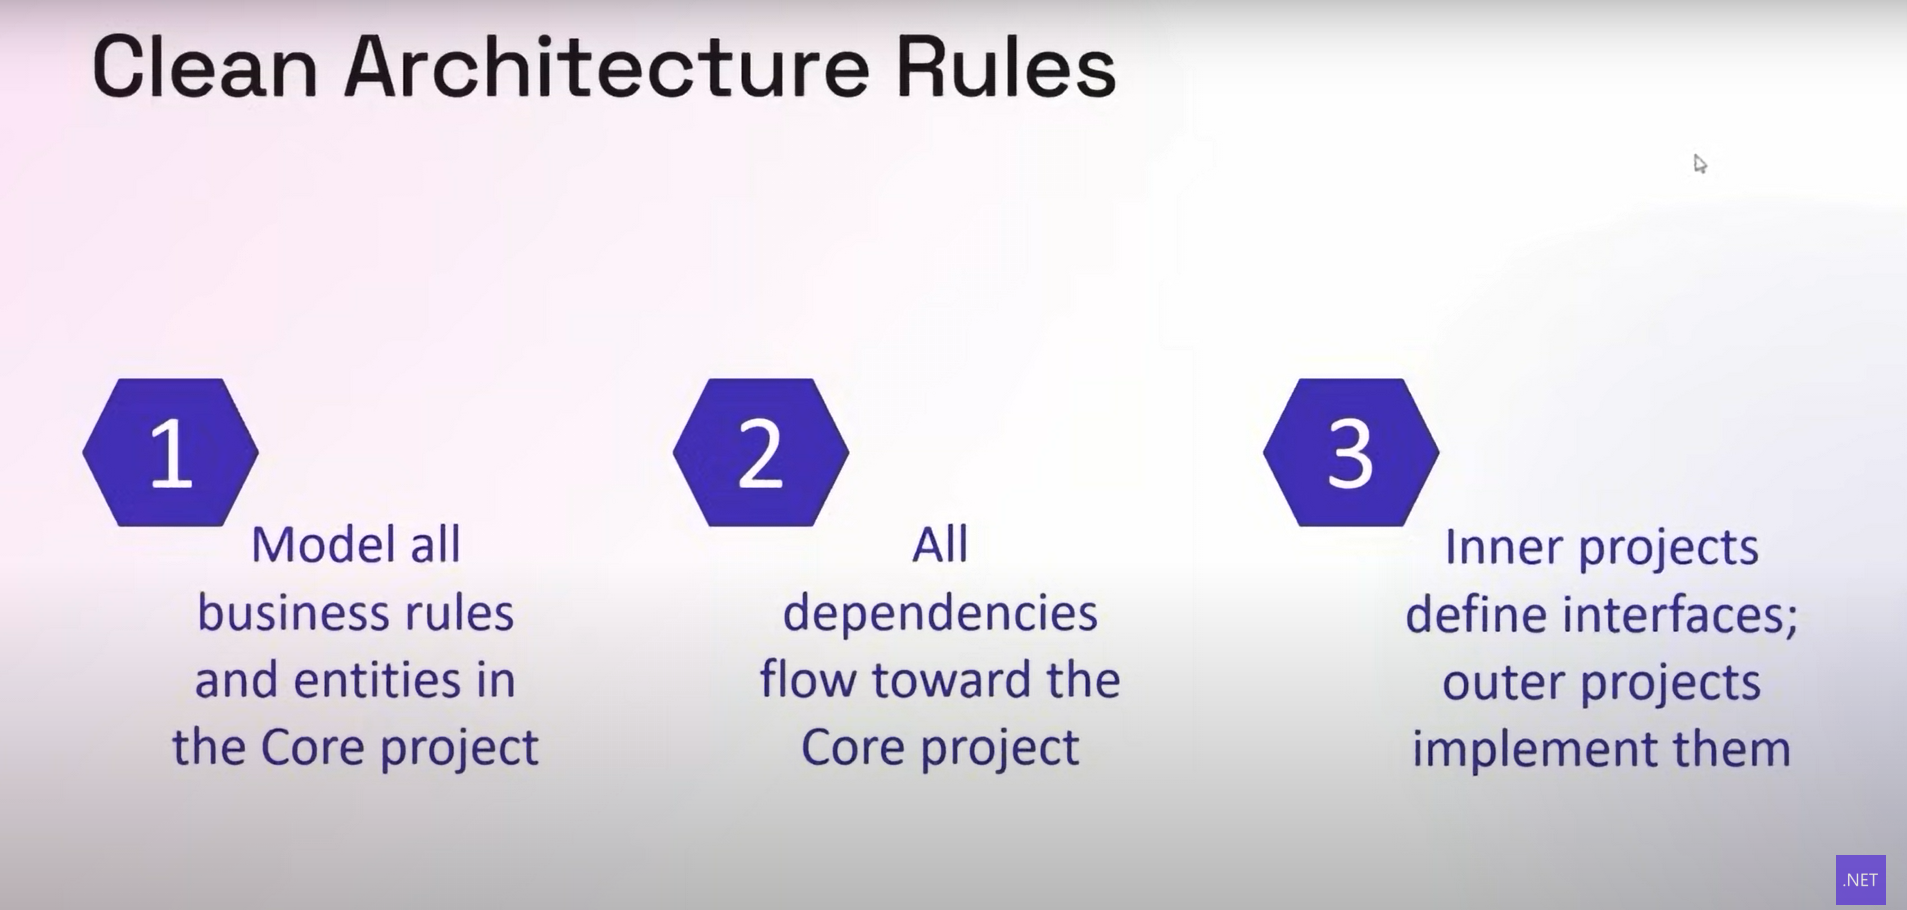 Clean Architecture Rules
1
Model all
business rules
and entities in
the Core project
2
All
dependencies
flow toward the
Core project
3
Inner projects
define interfaces;
outer projects
implement them
.NET